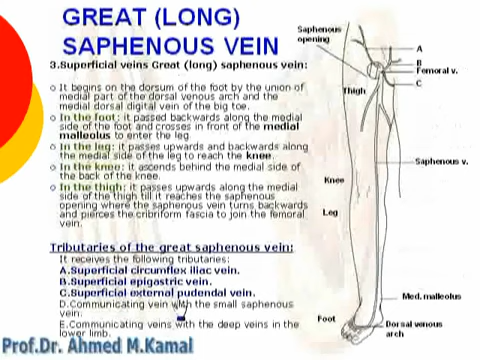 GREAT (LONG)
SAPHENOUS VEIN
3.Superficial veins Great (long) saphenous vein:
It begins on the dorsum of the foot by the union of
medial part of the dorsal venous arch and the
medial dorsal digital vein of the big toe.
In the foot: it passed backwards along the medial
side of the foot and crosses in front of the medial
malleolus to enter the leg.
In the leg: it passes upwards and backwards along
the medial side of the leg to reach the knee.
In the knee: it ascends behind the medial side of
the back of the knee.
In the thigh: it passes upwards along the medial
side of the thigh till it reaches the saphenous
opening where the saphenous vein turns backwards
and pierces the cribriform fascia to join the femoral
vein.
Tributaries of the great saphenous vein:
It receives the following tributaries:
A.Superficial circumflex iliac vein.
B.Superficial epigastric vein.
C.Superficial external pudendal vein.
D.Communicating vein with the small saphenous
vein.
E.Communicating veins with the deep veins in the
lower limb.
Prof.Dr. Ahmed M.Kamal
Saphenous
opening
A
B
Femoral v.
C
Thigh
Saphenous v.
Knee
Leg
Med. malleolus
Foot
Dorsal venous
arch